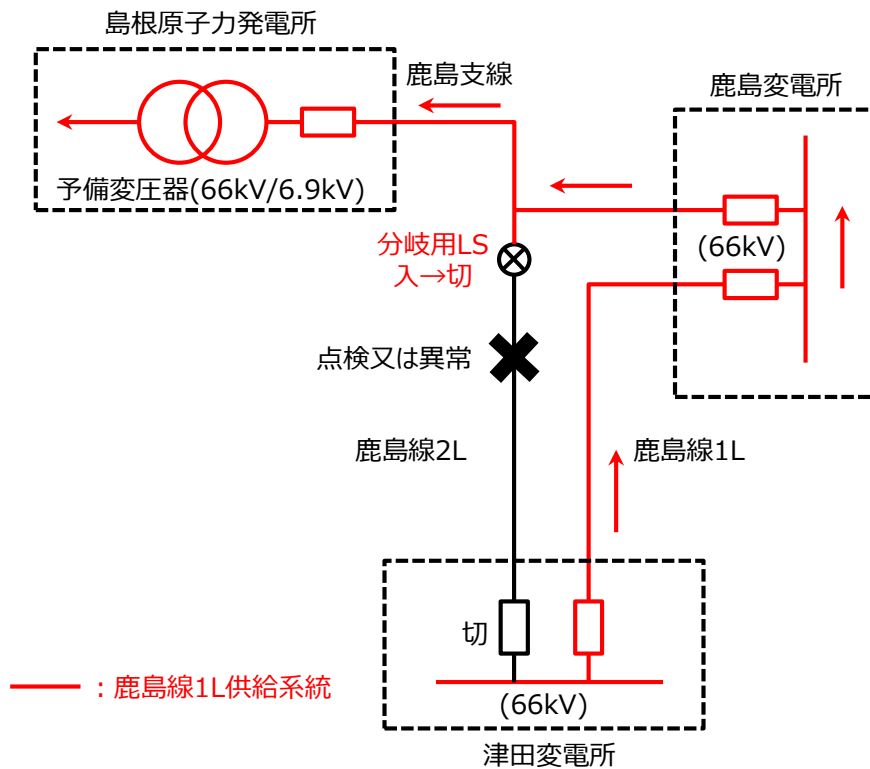 島根原子力発電所
鹿島支線
鹿島変電所
予備変圧器(66kV/6.9kV)
(66kV)
分岐用LS
入→切
点検又は異常
鹿島線2L
鹿島線1L
切
:鹿島線1L供給系統
(66kV)
津田変電所